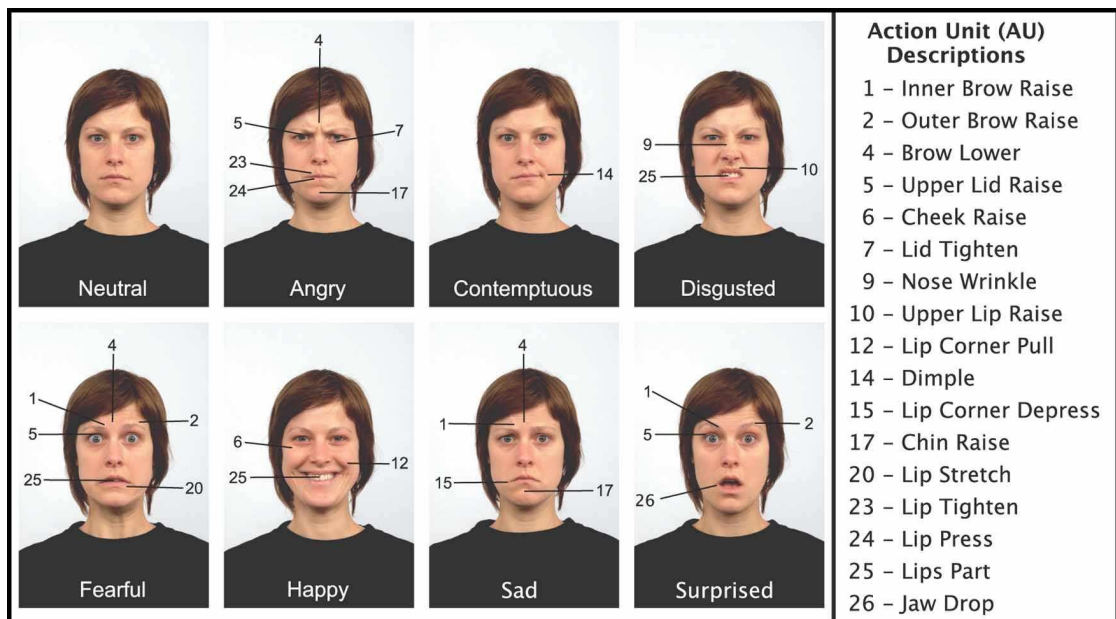 4
5
7
23
24
17
14
9
10
25
Neutral
Angry
Contemptuous
Disgusted
4
1
2
5
25
20
6
12
25
4
1
15
17
1
2
5
26
Fearful
Happy
Sad
Surprised
Action Unit (AU)
Descriptions
1 – Inner Brow Raise
2 – Outer Brow Raise
4 – Brow Lower
5 – Upper Lid Raise
6 – Cheek Raise
7 – Lid Tighten
9 – Nose Wrinkle
10 – Upper Lip Raise
12 – Lip Corner Pull
14 – Dimple
15 – Lip Corner Depress
17 – Chin Raise
20 – Lip Stretch
23 – Lip Tighten
24 – Lip Press
25 – Lips Part
26 – Jaw Drop